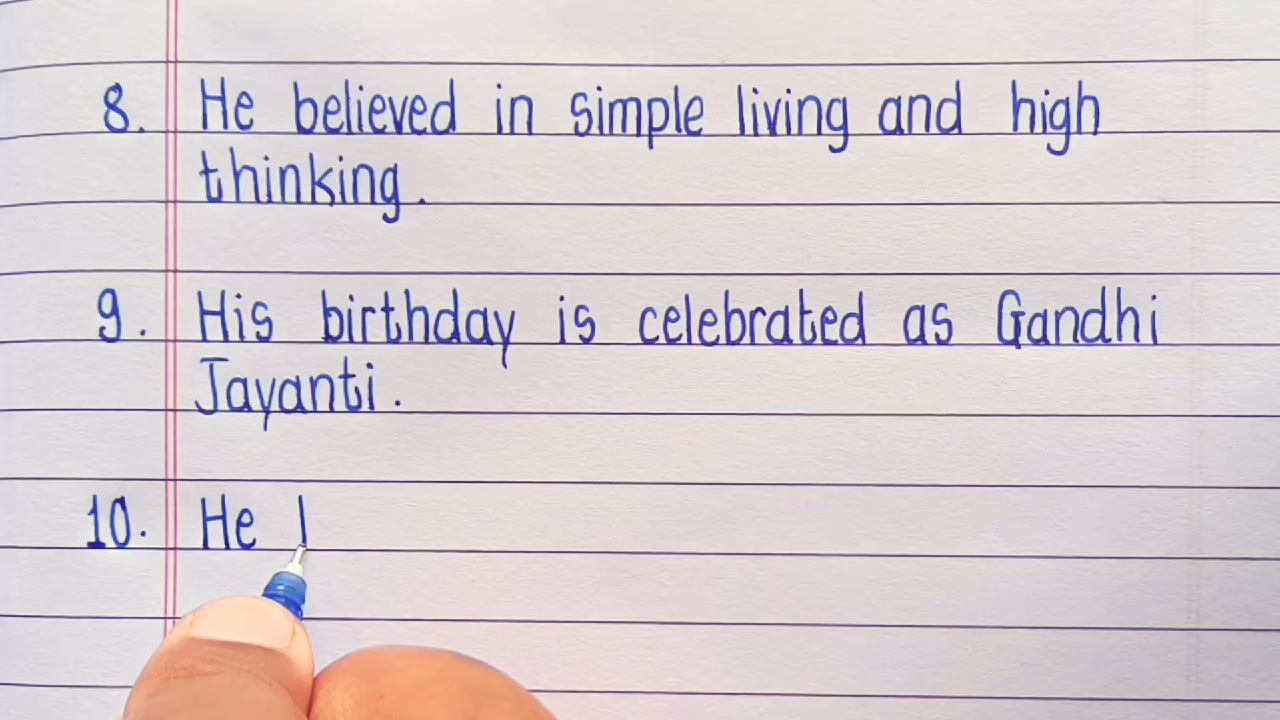 8. He believed in simple living and high
thinking.
9. His birthday is celebrated as Gandhi
Jayanti.
10. He